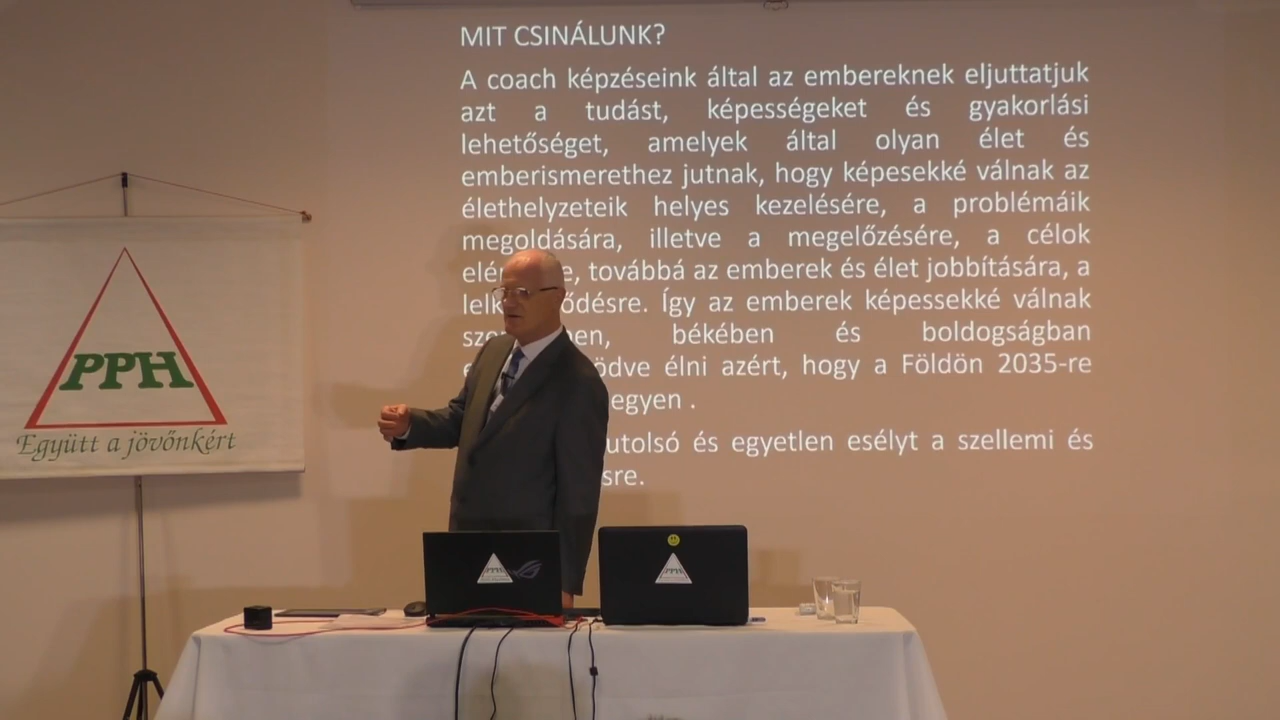 MIT CSINÁLUNK?
A coach képzéseink által az embereknek eljuttatjuk
azt a tudást, képességeket és gyakorlási
lehetőséget, amelyek által olyan élet és
emberismerethez jutnak, hogy képesekké válnak az
élethelyzeteik helyes kezelésére, a problémáik
megoldására, illetve a megelőzésére, a célok
továbbá az emberek és élet jobbítására, a
Így az emberek képessekké válnak
békében és boldogságban
élni azért, hogy a Földön 2035-re
egyen .
utolsó és egyetlen esélyt a szellemi és
PPH
Együtt a jövőnkért
PPH
PPH